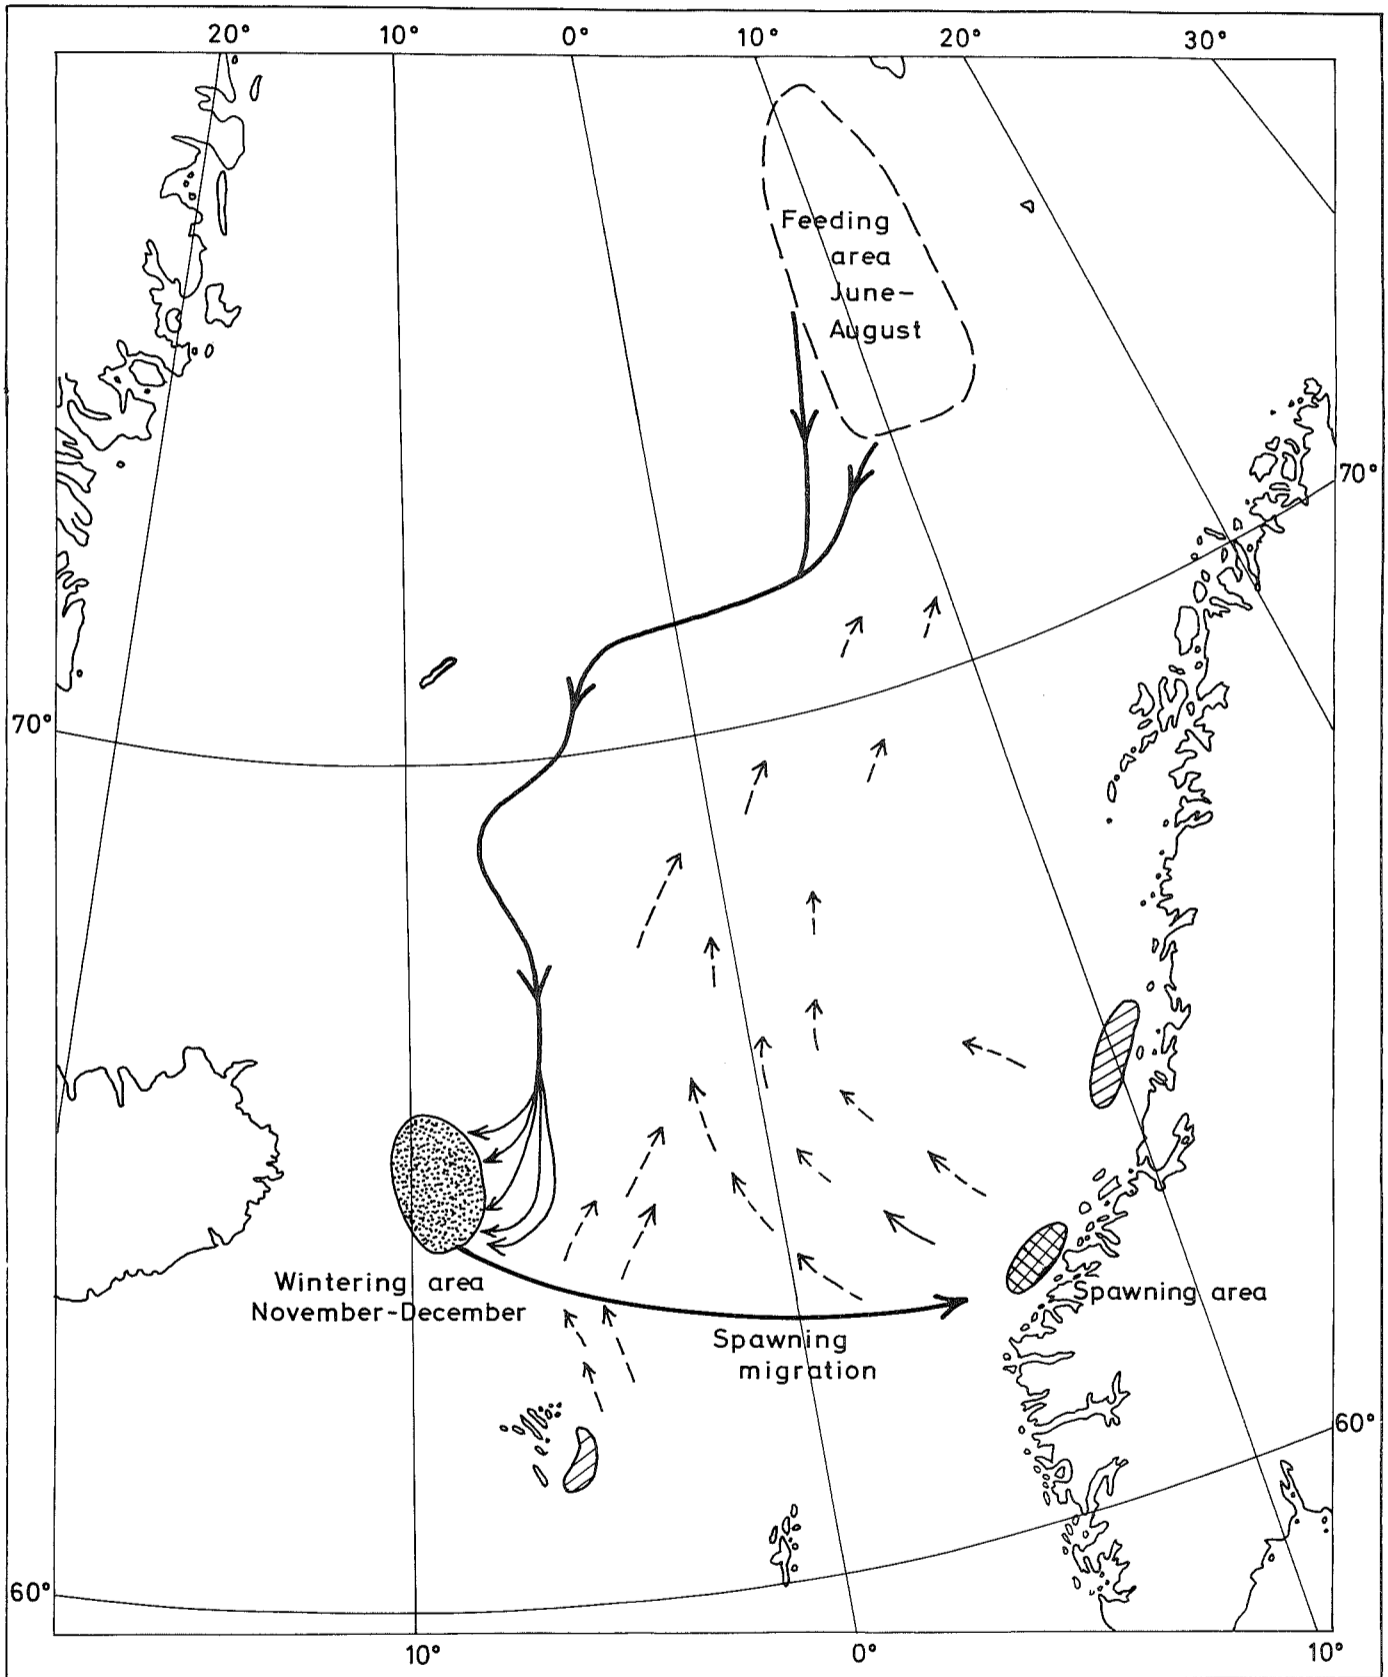 20° 10° 0° 10° 20° 30°
Feeding
area
June-
August
70°
70°
Wintering area
November-December
Spawning area
Spawning
migration
60°
60°
10° 0° 10°